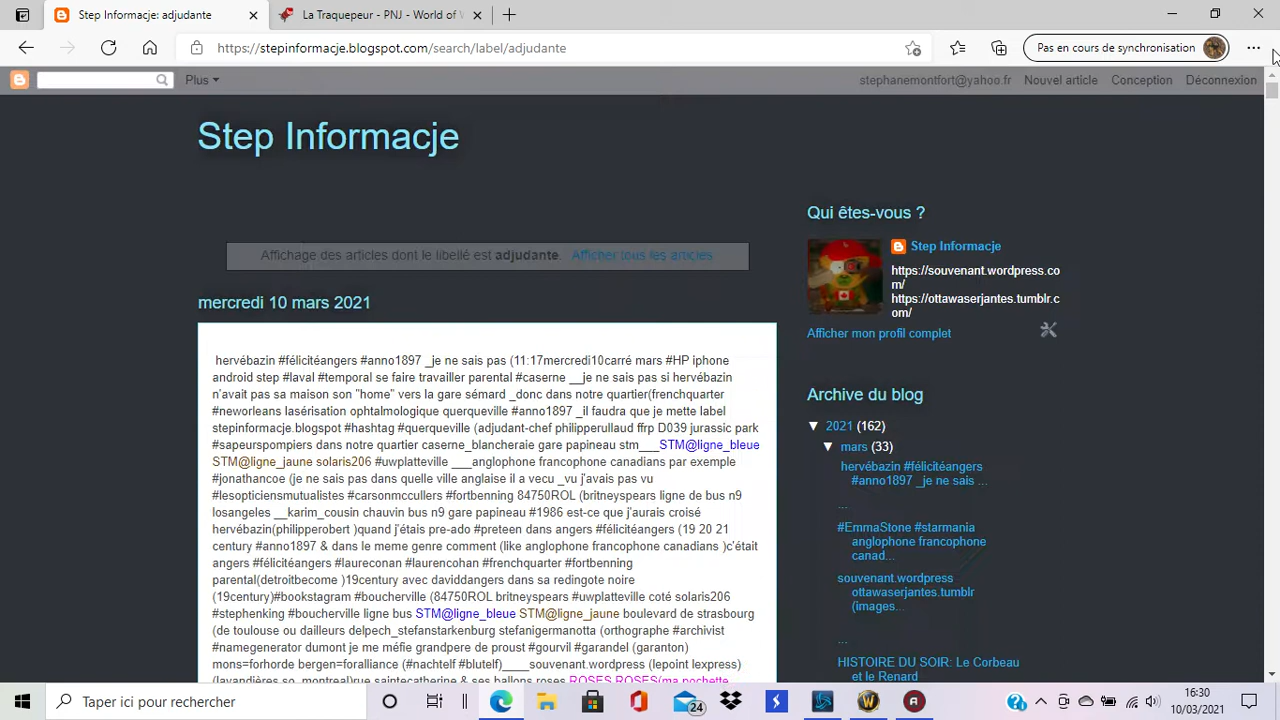 Step Informacje: adjudante
La Traquepeur - PNJ - World of W
https://stepinformacje.blogspot.com/search/label/adjudante
Pas en cours de synchronisation
Plus
stephanemontfort@yahoo.fr Nouvel article Conception Déconnexion
Step Informacje
Affichage des articles dont le libellé est adjudante. Afficher tous les articles
mercredi 10 mars 2021
hervébazin #félicitéangers #anno1897 _je ne sais pas (11:17mercredi10carré mars #HP iphone
android step #laval #temporal se faire travailler parental #caserne __je ne sais pas si hervébazin
n'avait pas sa maison son "home" vers la gare sémard _donc dans notre quartier(frenchquarter
#neworleans lasérisation ophtalmologique querqueville #anno1897 _il faudra que je mette label
stepinformacje.blogspot #hashtag #querqueville (adjudant-chef philipperullaud ffrp D039 jurassic park
#sapeurspompiers dans notre quartier caserne_blancheraie gare papineau stm___STM@ligne_bleue
STM@ligne_jaune solaris206 #uwplatteville ___anglophone francophone canadians par exemple
#jonathancoe (je ne sais pas dans quelle ville anglaise il a vecu _vu j'avais pas vu
#lesopticiensmutualistes #carsonmccullers #fortbenning 84750ROL (britneyspears ligne de bus n9
losangeles __karim_cousin chauvin bus n9 gare papineau #1986 est-ce que j'aurais croisé
hervébazin(philipperobert )quand j'étais pre-ado #preteen dans angers #félicitéangers (19 20 21
century #anno1897 & dans le meme genre comment (like anglophone francophone canadians )c'était
angers #félicitéangers #laureconan #laurencohan #frenchquarter #fortbenning
parental(detroitbecome )19century avec daviddangers dans sa redingote noire
(19century)#bookstagram #boucherville (84750ROL britneyspears #uwplatteville coté solaris206
#stephenking #boucherville ligne bus STM@ligne_bleue STM@ligne_jaune boulevard de strasbourg
(de toulouse ou dailleurs delpech_stefanstarkenburg stefanigermanotta (orthographe #archivist
#namegenerator dumont je me méfie grandpere de proust #gourvil #garandel (garanton)
mons=forhorde bergen=foralliance (#nachtelf #blutelf)____souvenant.wordpress (lepoint lexpress)
(lavandières so_montreal)rue saintecatherine & ses ballons roses ROSES ROSES(ma pochette
Qui êtes-vous ?
Step Informacje
https://souvenant.wordpress.co
m/
https://ottawaserjantes.tumblr.c
om/
Afficher mon profil complet
Archive du blog
▼ 2021 (162)
▼ mars (33)
hervébazin #félicitéangers
#anno1897 _je ne sais ...
...
#EmmaStone #starmania
anglophone francophone
canad...
souvenant.wordpress
ottawaserjantes.tumblr
(images...
...
HISTOIRE DU SOIR: Le Corbeau
et le Renard
Taper ici pour rechercher
24
16:30
10/03/2021